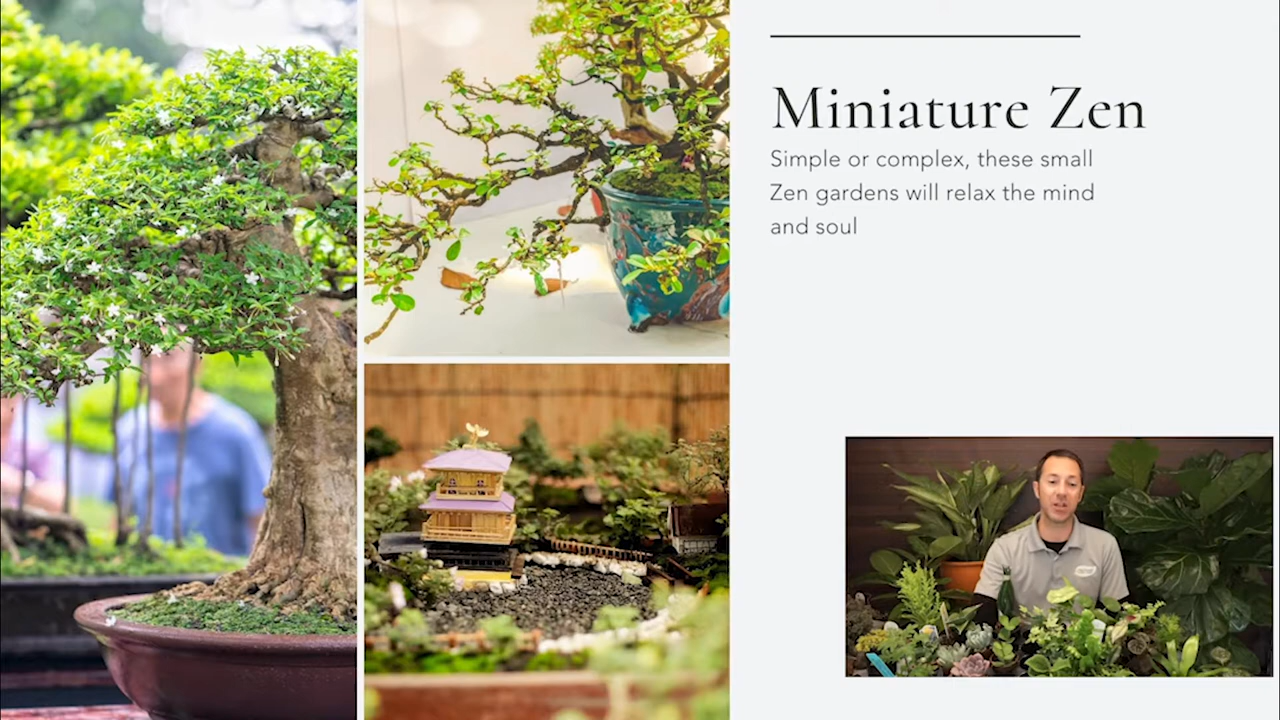 Miniature Zen
Simple or complex, these small
Zen gardens will relax the mind
and soul